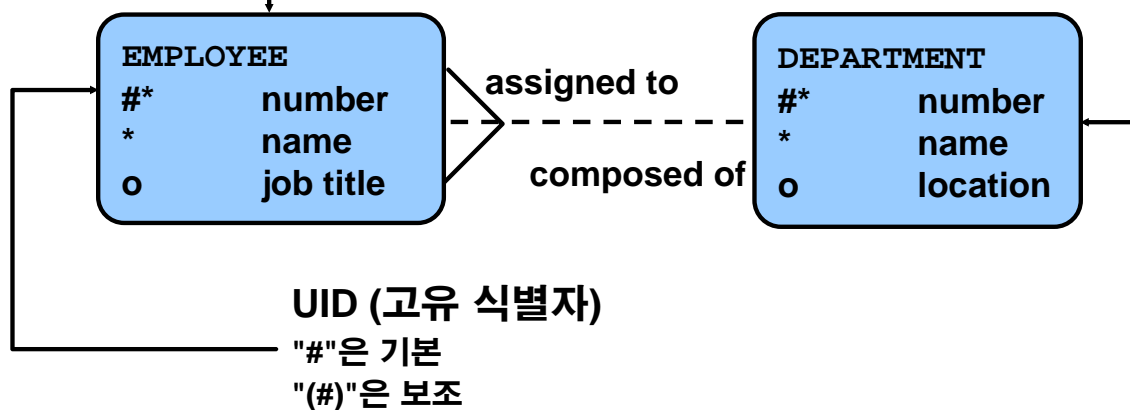 EMPLOYEE
#* number
* name
o job title
assigned to
composed of
DEPARTMENT
#* number
* name
o location
UID (고유 식별자)
"#"은 기본
"(#)"은 보조